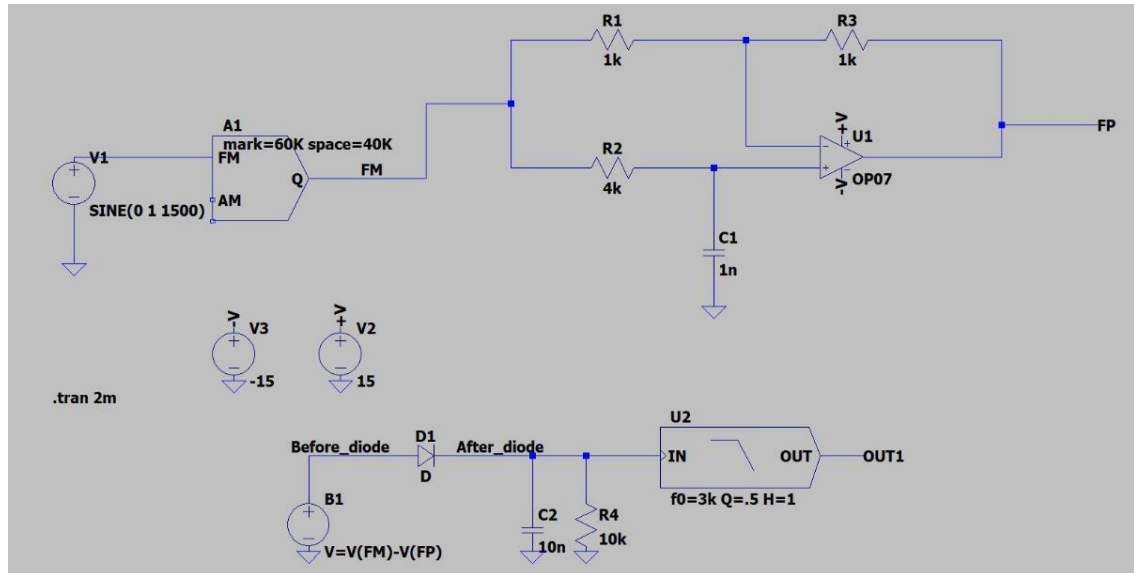 R1
1k
R3
1k
A1
mark=60K space=40K
FM
AM
Q
FM
V1
SINE(0 1 1500)
R2
4k
+V
U1
-V
OP07
FP
C1
1n
-V
V3
-15
+V
V2
15
.tran 2m
Before_diode
D1
D
After_diode
B1
V=V(FM)-V(FP)
C2
10n
R4
10k
U2
IN
OUT
OUT1
f0=3k Q=.5 H=1